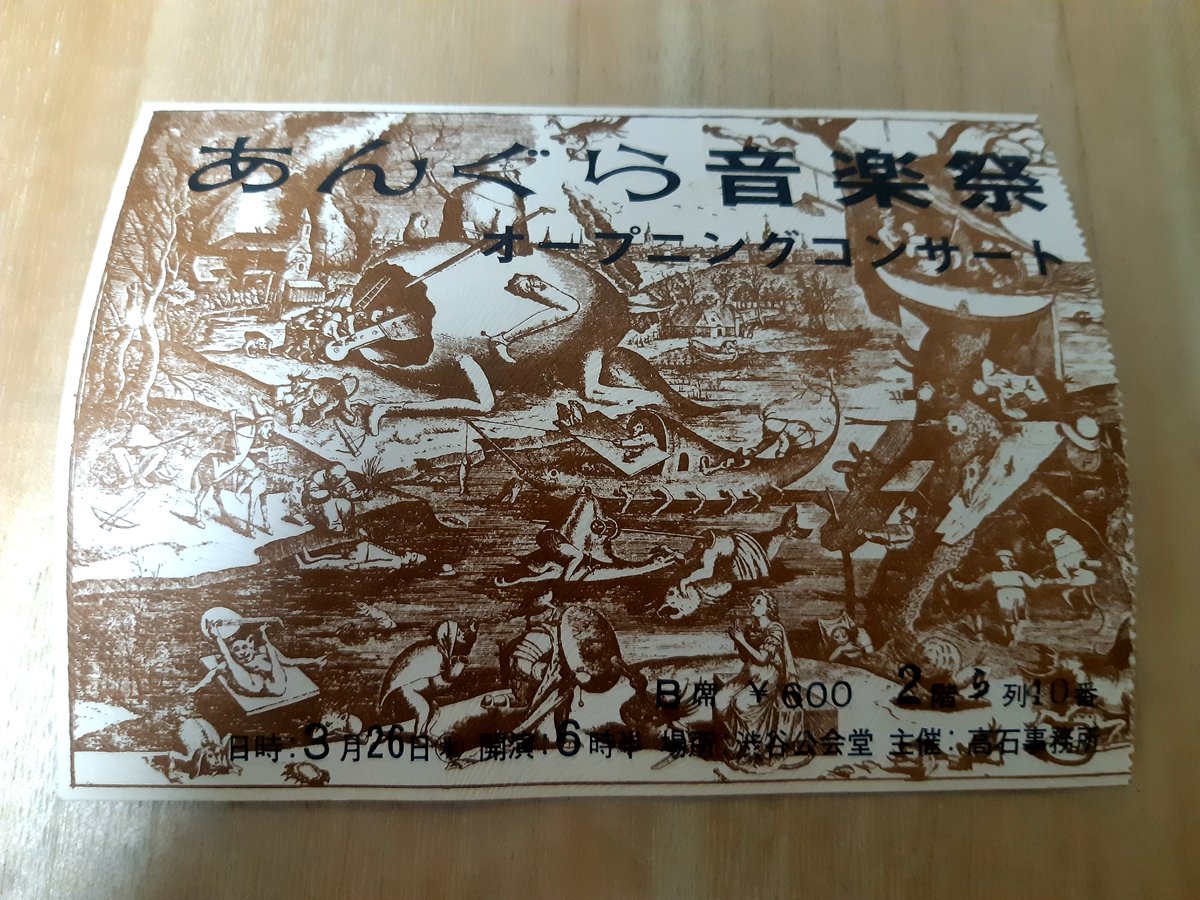 あんぐら音楽祭
オープニングコンサート
B席 ¥600 2階 ら 列10番
日時:3月26日 開演:6時半 場所 渋谷公会堂 主催:高石事務所